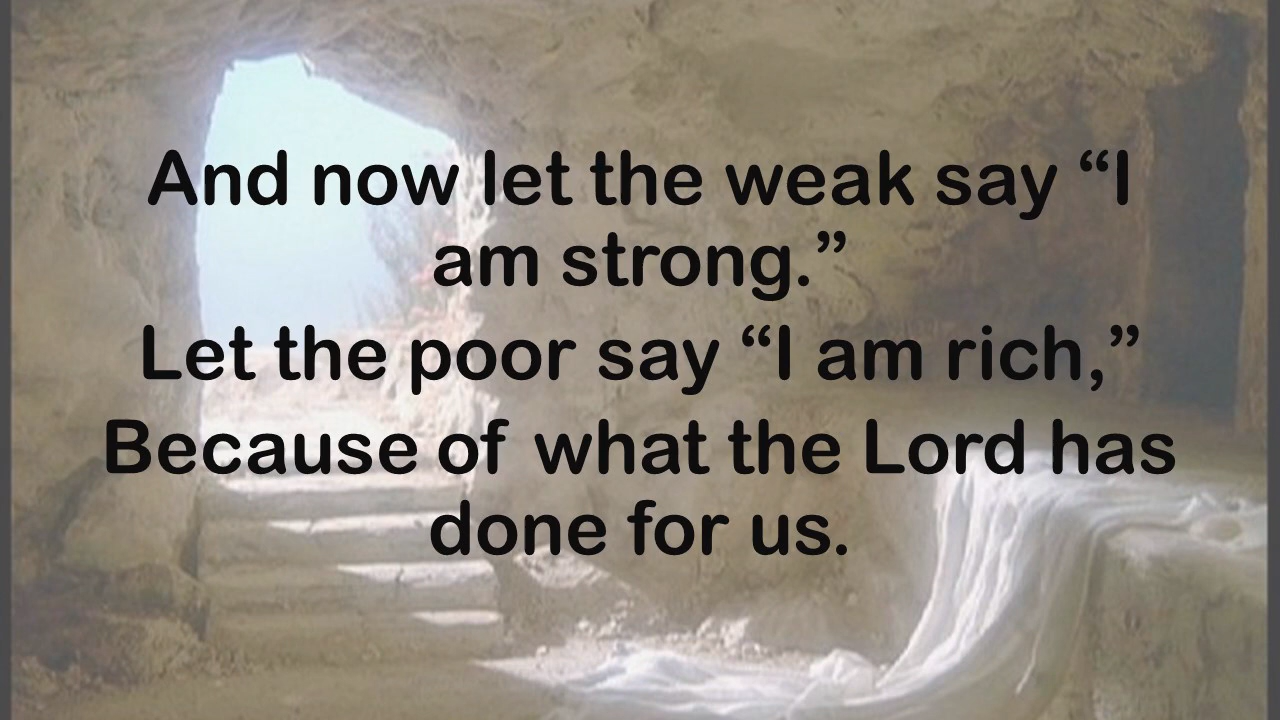 And now let the weak say “I
am strong.”
Let the poor say “I am rich,”
Because of what the Lord has
done for us.